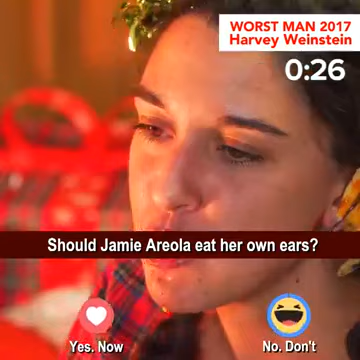 WORST MAN 2017
Harvey Weinstein
0:26
Should Jamie Areola eat her own ears?
Yes. Now
No. Don't